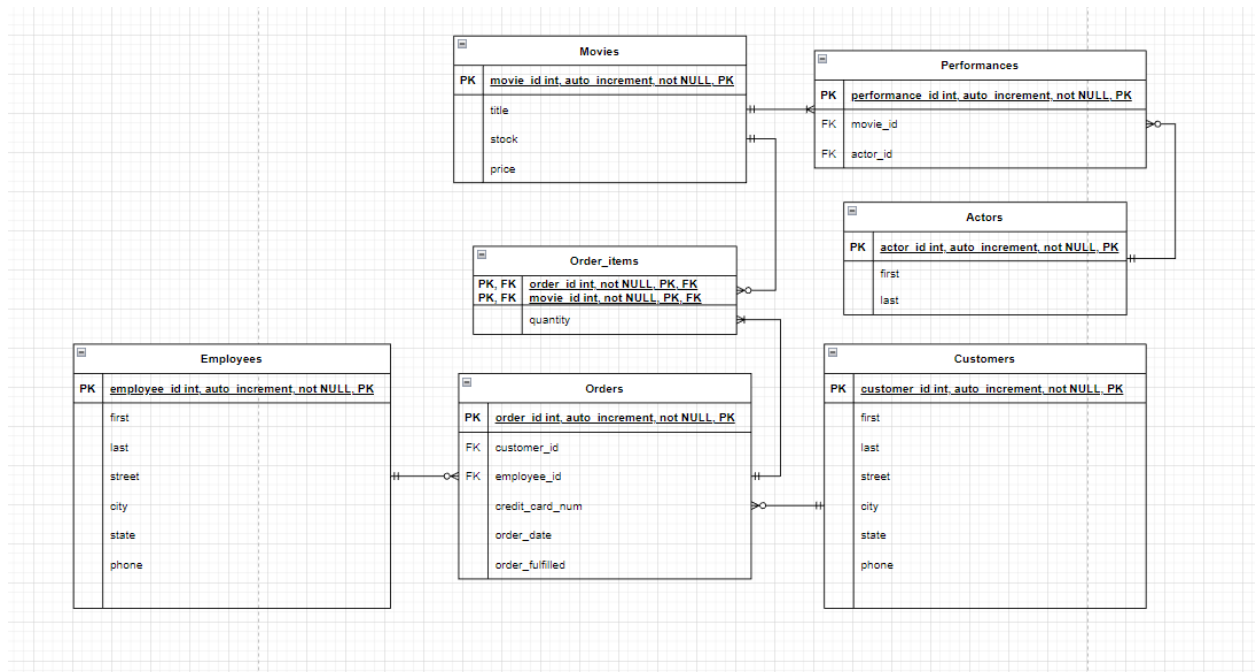 Movies
PK movie_id int, auto_increment, not NULL, PK
title
stock
price
Performances
PK performance_id int, auto_increment, not NULL, PK
FK movie_id
FK actor_id
Actors
PK actor_id int, auto_increment, not NULL, PK
first
last
Order_items
PK, FK order_id int, not NULL, PK, FK
PK, FK movie_id int, not NULL, PK, FK
quantity
Employees
PK employee_id int, auto_increment, not NULL, PK
first
last
street
city
state
phone
Orders
PK order_id int, auto_increment, not NULL, PK
FK customer_id
FK employee_id
credit_card_num
order_date
order_fulfilled
Customers
PK customer_id int, auto_increment, not NULL, PK
first
last
street
city
state
phone